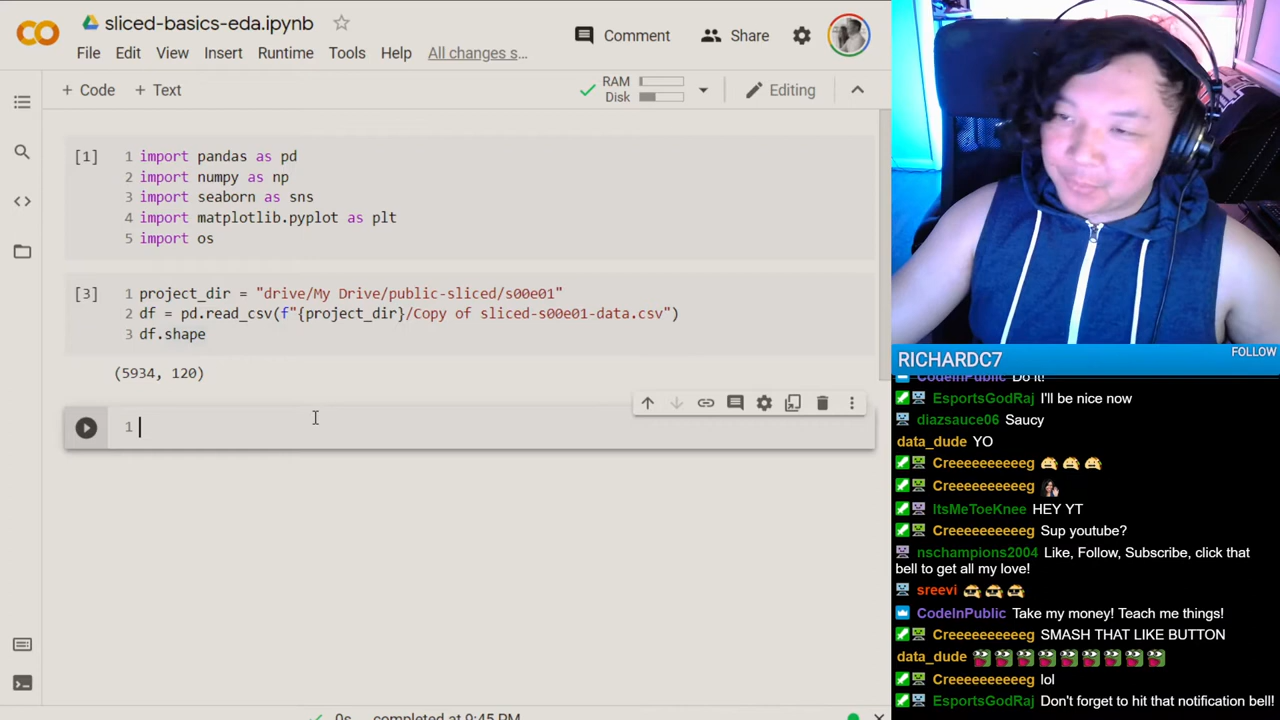 sliced-basics-eda.ipynb
File Edit View Insert Runtime Tools Help All changes s…
Comment Share
+ Code + Text
RAM
Disk
Editing
[1]
1 import pandas as pd
2 import numpy as np
3 import seaborn as sns
4 import matplotlib.pyplot as plt
5 import os
[3]
1 project_dir = "drive/My Drive/public-sliced/s00e01"
2 df = pd.read_csv(f"{project_dir}/Copy of sliced-s00e01-data.csv")
3 df.shape
(5934, 120)
1
0s completed at 9:45 PM
RICHARDC7 FOLLOW
CodeInPublic Do it!
EsportsGodRaj I'll be nice now
diazsauce06 Saucy
data_dude YO
Creeeeeeeeeeg
Creeeeeeeeeeg
ItsMeToeKnee HEY YT
Creeeeeeeeeeg Sup youtube?
nschampions2004 Like, Follow, Subscribe, click that
bell to get all my love!
sreevi
CodeInPublic Take my money! Teach me things!
Creeeeeeeeeeg SMASH THAT LIKE BUTTON
data_dude
Creeeeeeeeeeg lol
EsportsGodRaj Don't forget to hit that notification bell!